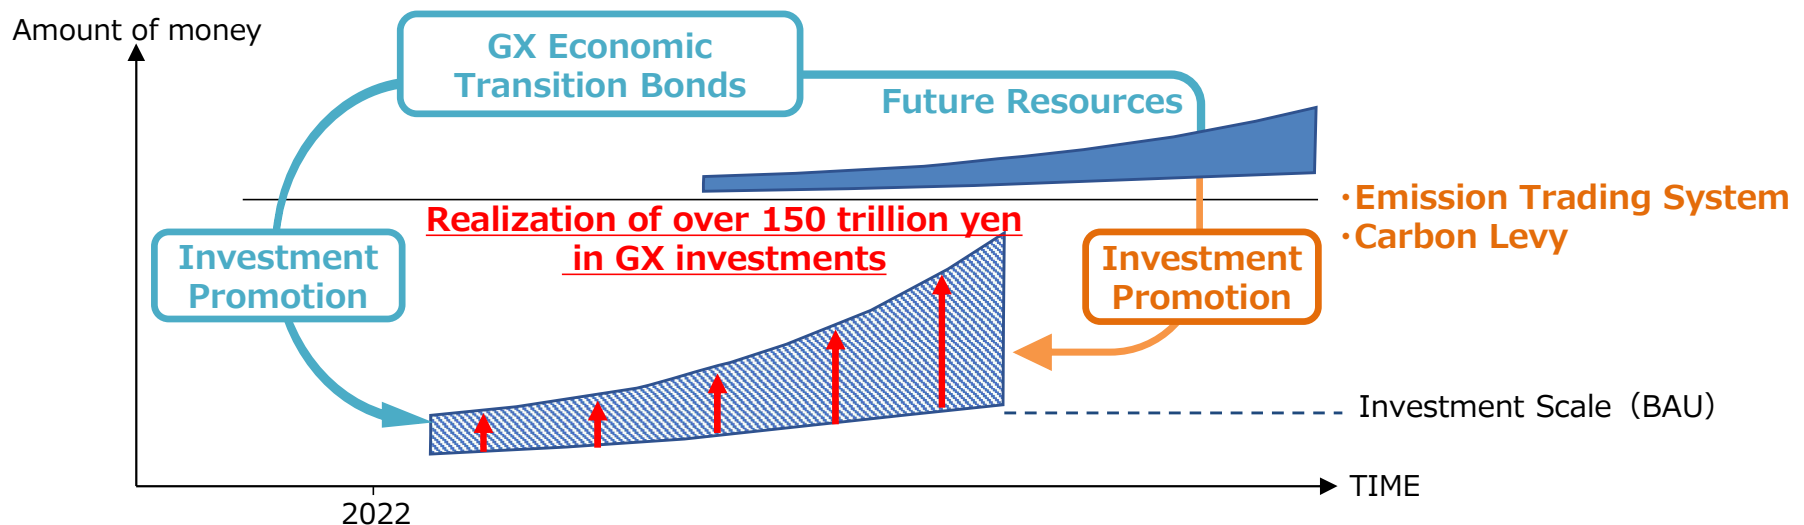 Amount of money
GX Economic
Transition Bonds
Future Resources
Realization of over 150 trillion yen
in GX investments
・Emission Trading System
・Carbon Levy
Investment
Promotion
Investment
Promotion
Investment Scale（BAU）
TIME
2022